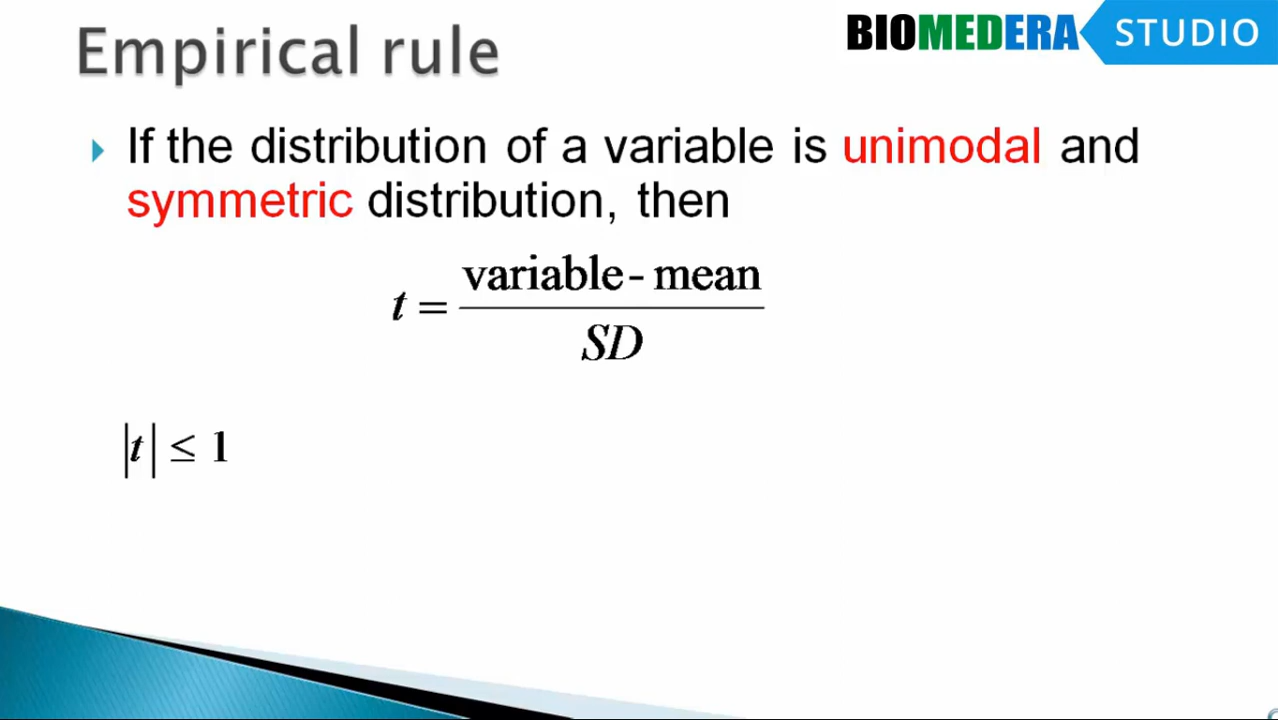 Empirical rule
BIOMEDERA STUDIO
If the distribution of a variable is unimodal and
symmetric distribution, then
t = variable - mean / SD
|t| ≤ 1